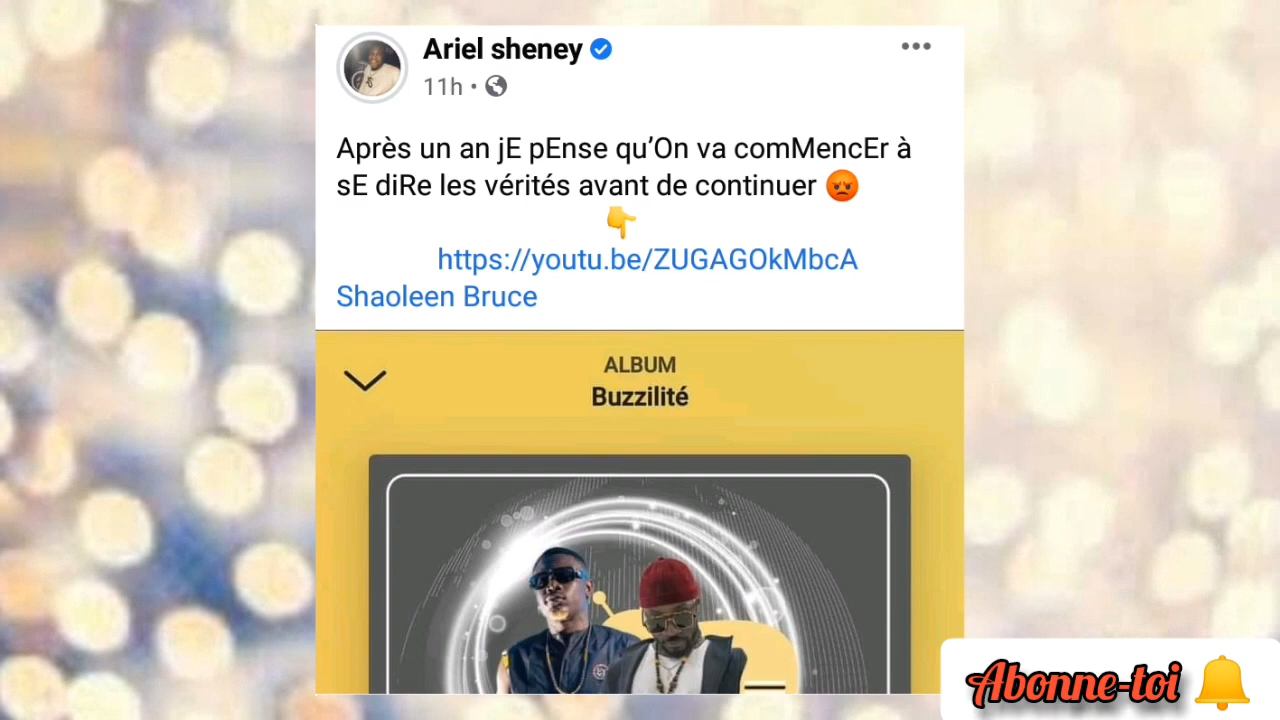 Ariel sheney
11h
Après un an jE pEnse qu’On va comMencEr à
sE diRe les vérités avant de continuer 😡
👇
https://youtu.be/ZUGAGOkMbcA
Shaoleen Bruce
ALBUM
Buzzilité
Abonne-toi 🔔